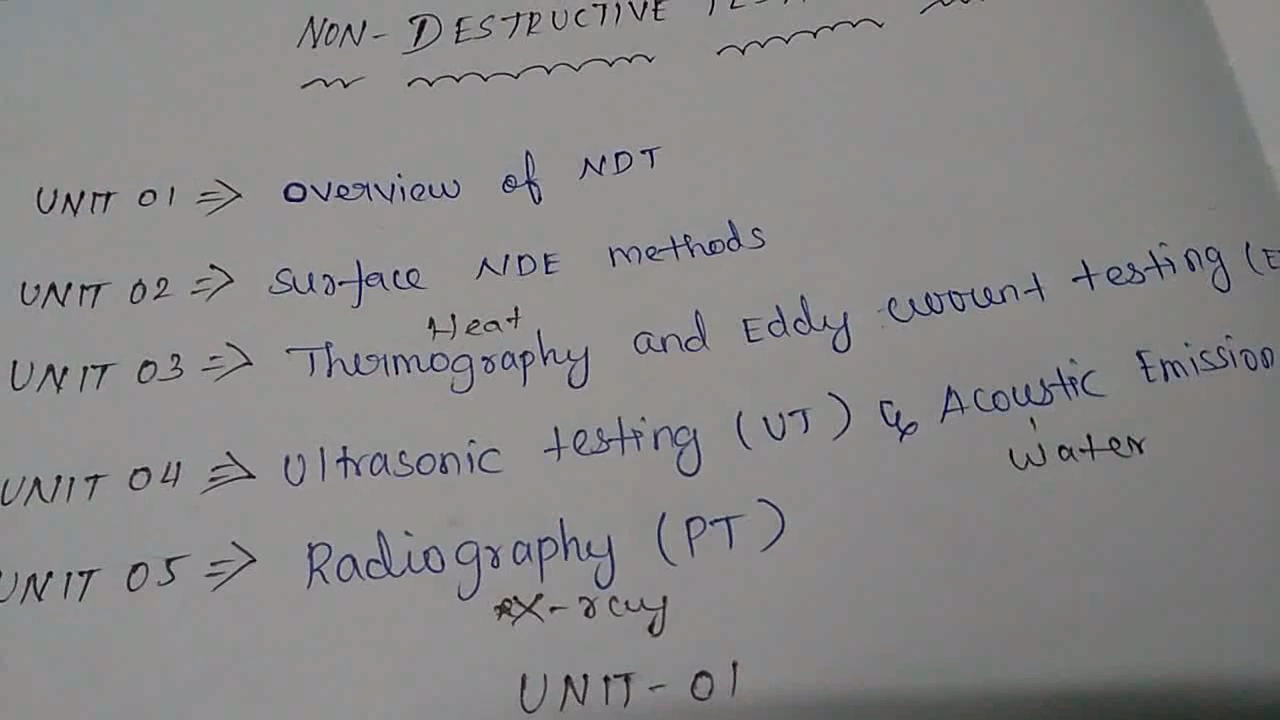 NON-DESTRUCTIVE
UNIT 01 => Overview of NDT
UNIT 02 => Surface NDE methods
Heat
UNIT 03 => Thermography and Eddy current testing (E
UNIT 04 => Ultrasonic testing (UT) & Acoustic Emission
Water
UNIT 05 => Radiography (PT)
X-ray
UNIT-01